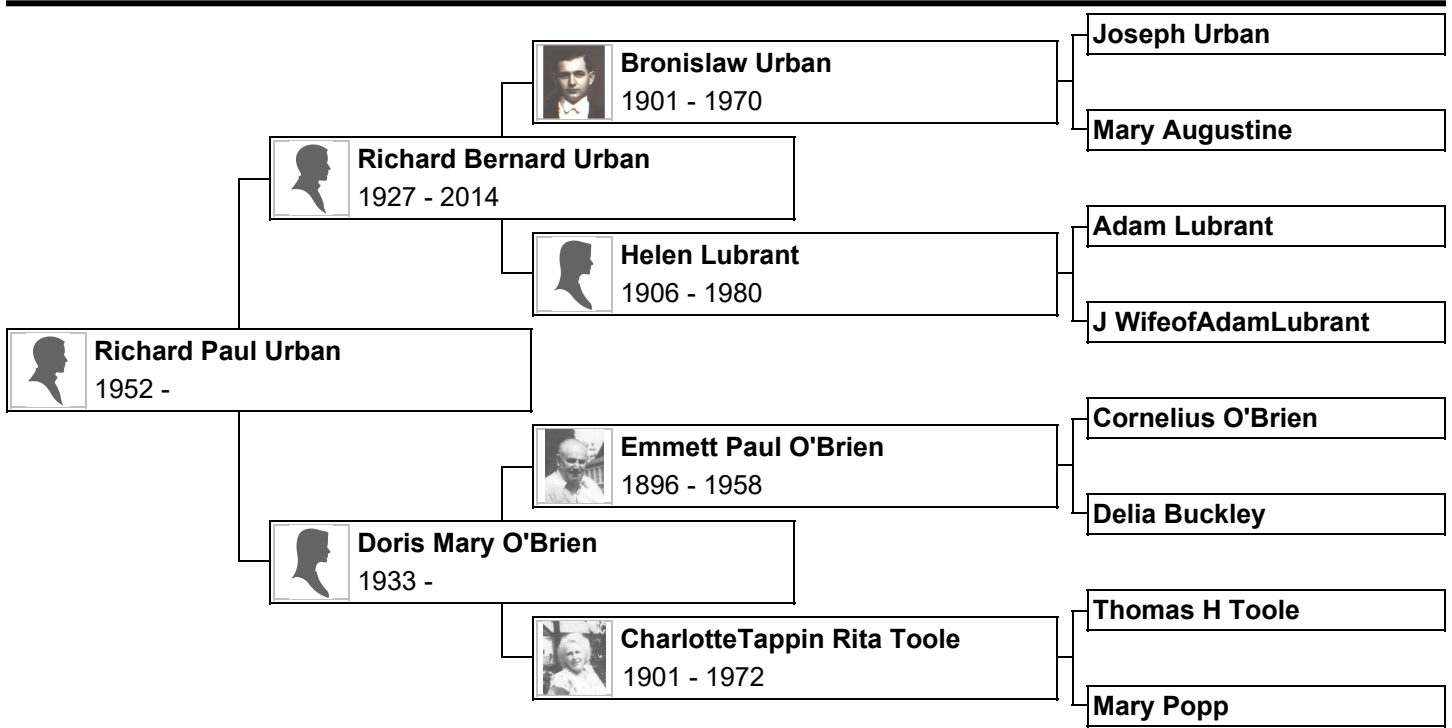 Joseph Urban
Bronislaw Urban
1901 - 1970
Mary Augustine
Richard Bernard Urban
1927 - 2014
Adam Lubrant
Helen Lubrant
1906 - 1980
J WifeofAdamLubrant
Richard Paul Urban
1952 -
Cornelius O'Brien
Emmett Paul O'Brien
1896 - 1958
Delia Buckley
Doris Mary O'Brien
1933 -
Thomas H Toole
CharlotteTappin Rita Toole
1901 - 1972
Mary Popp